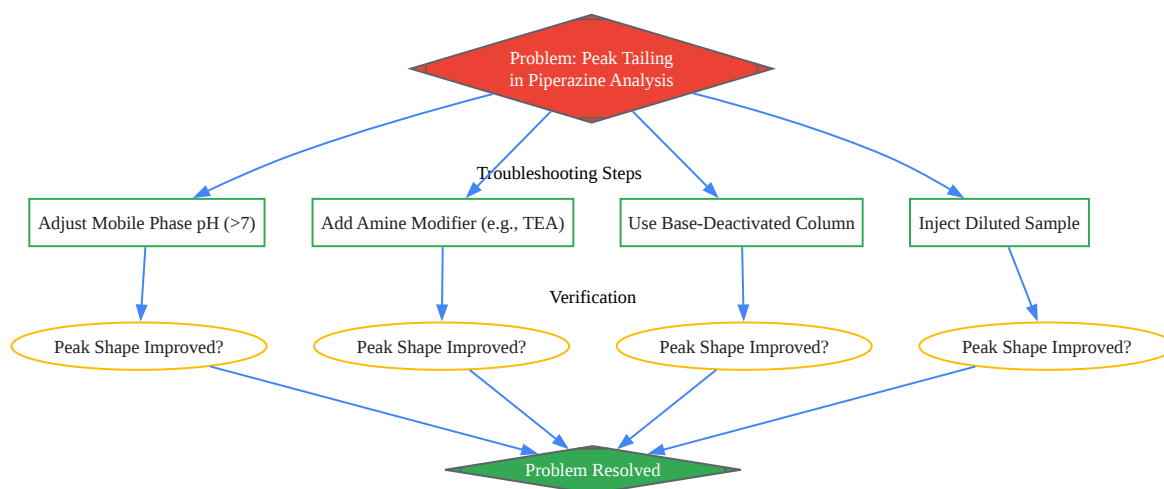 Problem: Peak Tailing
in Piperazine Analysis
Troubleshooting Steps
Adjust Mobile Phase pH (>7)
Add Amine Modifier (e.g., TEA)
Use Base-Deactivated Column
Inject Diluted Sample
Verification
Peak Shape Improved?
Peak Shape Improved?
Peak Shape Improved?
Peak Shape Improved?
Problem Resolved